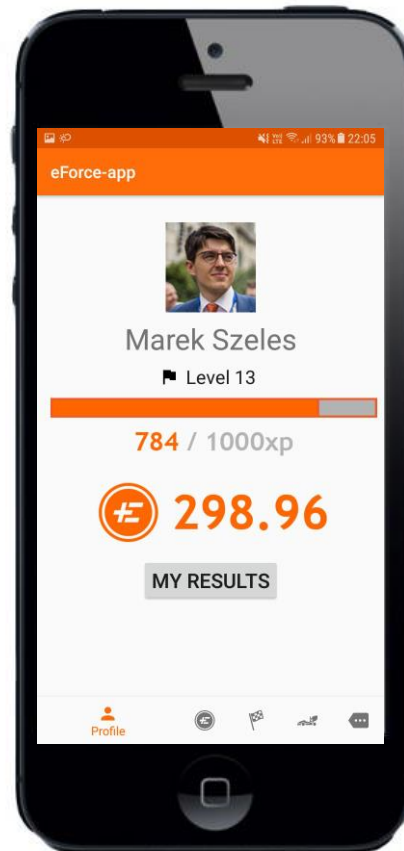 93% 22:05
eForce-app
Marek Szeles
Level 13
784 / 1000xp
298.96
MY RESULTS
Profile